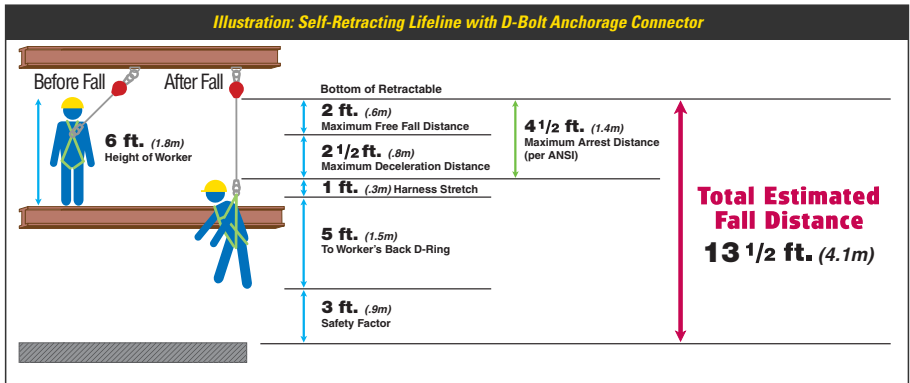 Illustration: Self-Retracting Lifeline with D-Bolt Anchorage Connector
Before Fall
After Fall
6 ft. (1.8m)
Height of Worker
Bottom of Retractable
2 ft. (.6m)
Maximum Free Fall Distance
2 1/2 ft. (.8m)
Maximum Deceleration Distance
1 ft. (.3m) Harness Stretch
5 ft. (1.5m)
To Worker's Back D-Ring
3 ft. (.9m)
Safety Factor
4 1/2 ft. (1.4m)
Maximum Arrest Distance
(per ANSI)
Total Estimated
Fall Distance
13 1/2 ft. (4.1m)